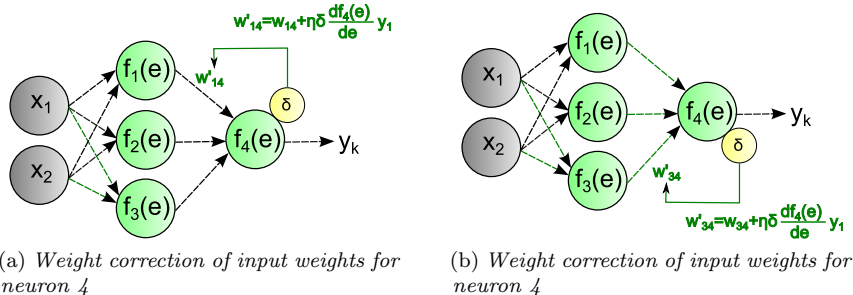 w'₁₄=w₁₄+ηδ df₄(e)/de y₁
w'₁₄
x₁
x₂
f₁(e)
f₂(e)
f₃(e)
f₄(e)
δ
yₖ
(a) Weight correction of input weights for
neuron 4
x₁
x₂
f₁(e)
f₂(e)
f₃(e)
f₄(e)
δ
yₖ
w'₃₄
w'₃₄=w₃₄+ηδ df₄(e)/de y₁
(b) Weight correction of input weights for
neuron 4